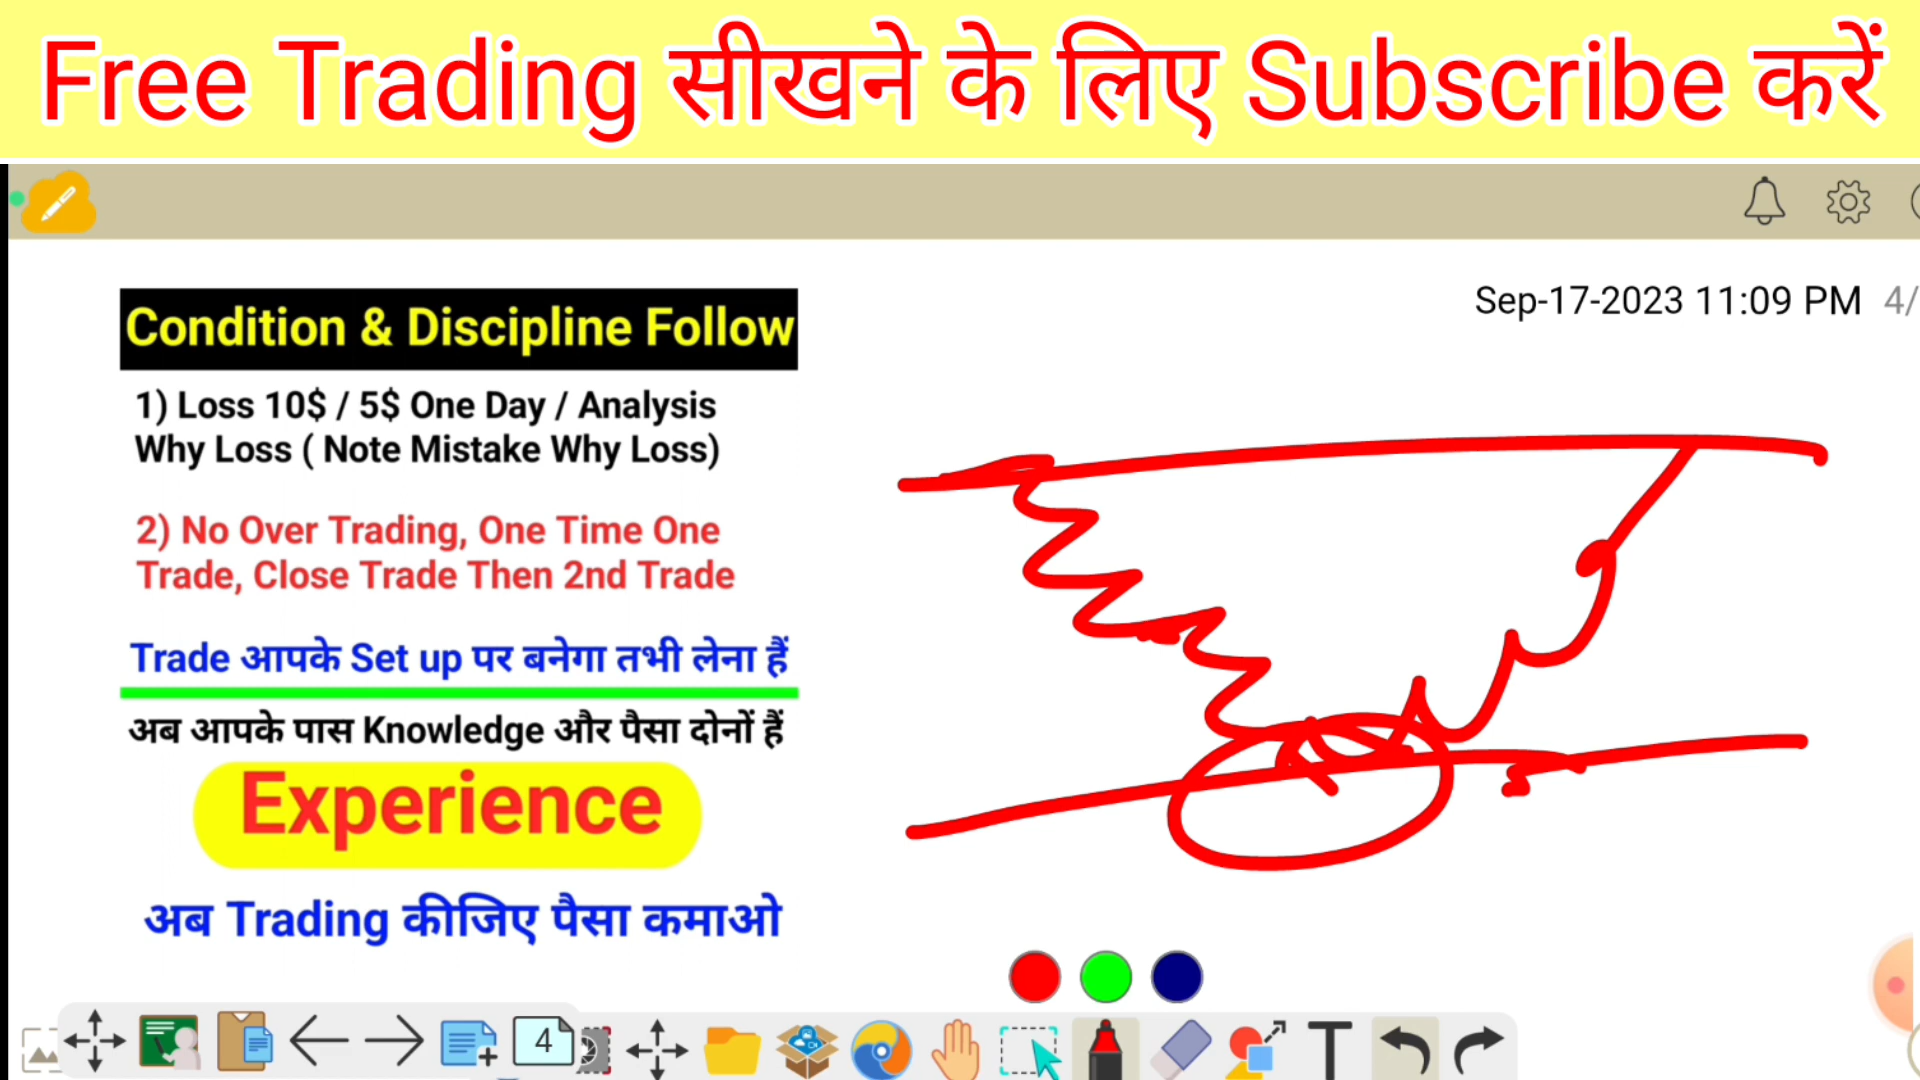 Free Trading सीखने के लिए Subscribe करें
Sep-17-2023 11:09 PM 4/
Condition & Discipline Follow
1) Loss 10$ / 5$ One Day / Analysis
Why Loss ( Note Mistake Why Loss)
2) No Over Trading, One Time One
Trade, Close Trade Then 2nd Trade
Trade आपके Set up पर बनेगा तभी लेना हैं
अब आपके पास Knowledge और पैसा दोनों हैं
Experience
अब Trading कीजिए पैसा कमाओ
4
T